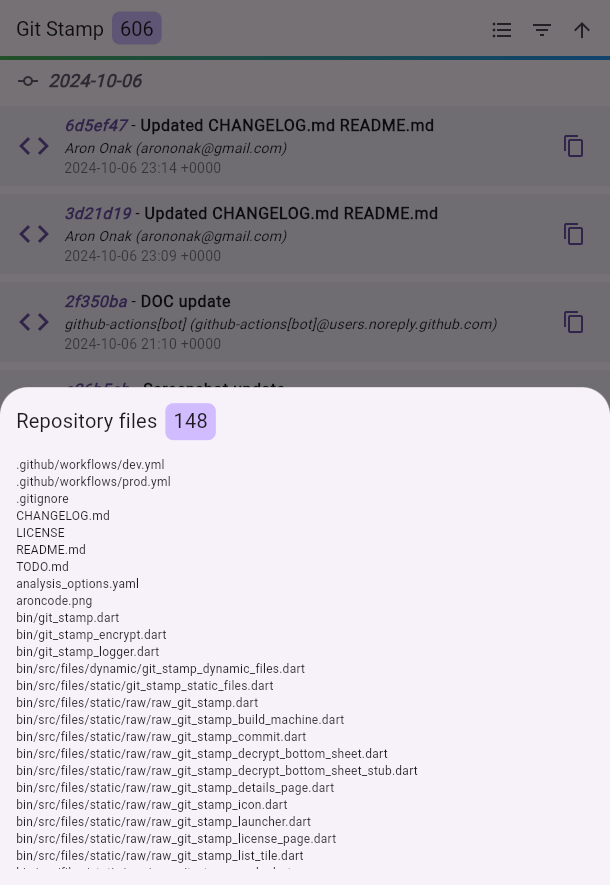 Git Stamp 606
2024-10-06
6d5ef47 - Updated CHANGELOG.md README.md
Aron Onak (arononak@gmail.com)
2024-10-06 23:14 +0000
3d21d19 - Updated CHANGELOG.md README.md
Aron Onak (arononak@gmail.com)
2024-10-06 23:09 +0000
2f350ba - DOC update
github-actions[bot] (github-actions[bot]@users.noreply.github.com)
2024-10-06 21:10 +0000
- Screenshot update
Repository files 148
.github/workflows/dev.yml
.github/workflows/prod.yml
.gitignore
CHANGELOG.md
LICENSE
README.md
TODO.md
analysis_options.yaml
aroncode.png
bin/git_stamp.dart
bin/git_stamp_encrypt.dart
bin/git_stamp_logger.dart
bin/src/files/dynamic/git_stamp_dynamic_files.dart
bin/src/files/static/git_stamp_static_files.dart
bin/src/files/static/raw/raw_git_stamp.dart
bin/src/files/static/raw/raw_git_stamp_build_machine.dart
bin/src/files/static/raw/raw_git_stamp_commit.dart
bin/src/files/static/raw/raw_git_stamp_decrypt_bottom_sheet.dart
bin/src/files/static/raw/raw_git_stamp_decrypt_bottom_sheet_stub.dart
bin/src/files/static/raw/raw_git_stamp_details_page.dart
bin/src/files/static/raw/raw_git_stamp_icon.dart
bin/src/files/static/raw/raw_git_stamp_launcher.dart
bin/src/files/static/raw/raw_git_stamp_license_page.dart
bin/src/files/static/raw/raw_git_stamp_list_tile.dart